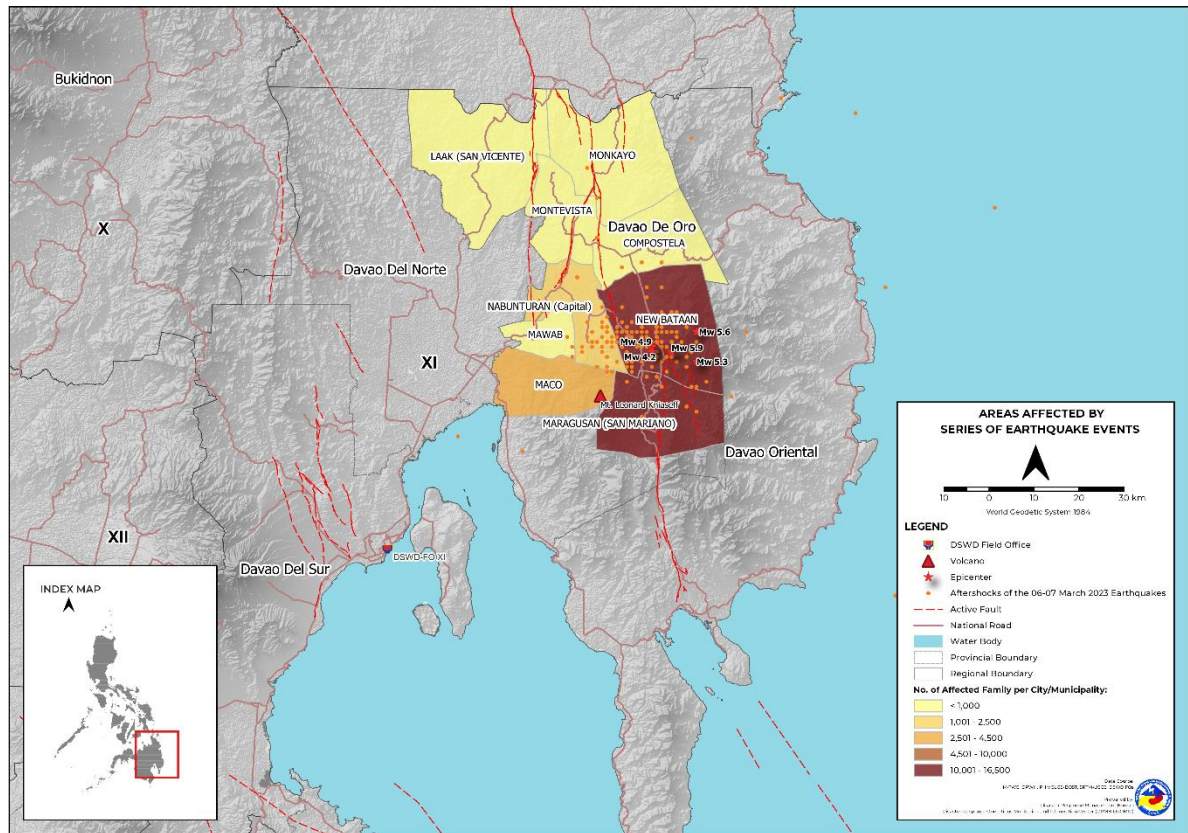 Bukidnon
LAAK (SAN VICENTE)
MONKAYO
MONTEVISTA
X
Davao De Oro
COMPOSTELA
Davao Del Norte
NABUNTURAN (Capital)
NEW BATAAN
MAWAB
Mw 5.6
Mw 4.9
Mw 5.9
Mw 4.2
Mw 5.3
XI
MACO
Mt. Leonard Kniaseff
MARAGUSAN (SAN MARIANO)
Davao Oriental
XII
DSWD-FO XI
Davao Del Sur
INDEX MAP
AREAS AFFECTED BY
SERIES OF EARTHQUAKE EVENTS
10 0 10 20 30 km
World Geodetic System 1984
LEGEND
DSWD Field Office
Volcano
Epicenter
Aftershocks of the 06-07 March 2023 Earthquakes
Active Fault
National Road
Water Body
Provincial Boundary
Regional Boundary
No. of Affected Family per City/Municipality:
< 1,000
1,001 - 2,500
2,501 - 4,500
4,501 - 10,000
10,001 - 16,500
Data Source: